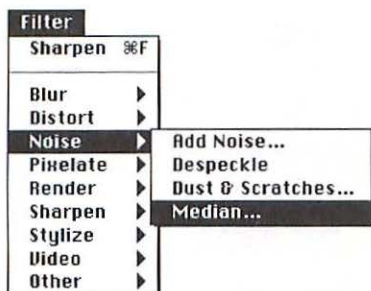 Filter
Sharpen ⌘F
Blur
Distort
Noise
Pixelate
Render
Sharpen
Stylize
Video
Other
Add Noise...
Despeckle
Dust & Scratches...
Median...